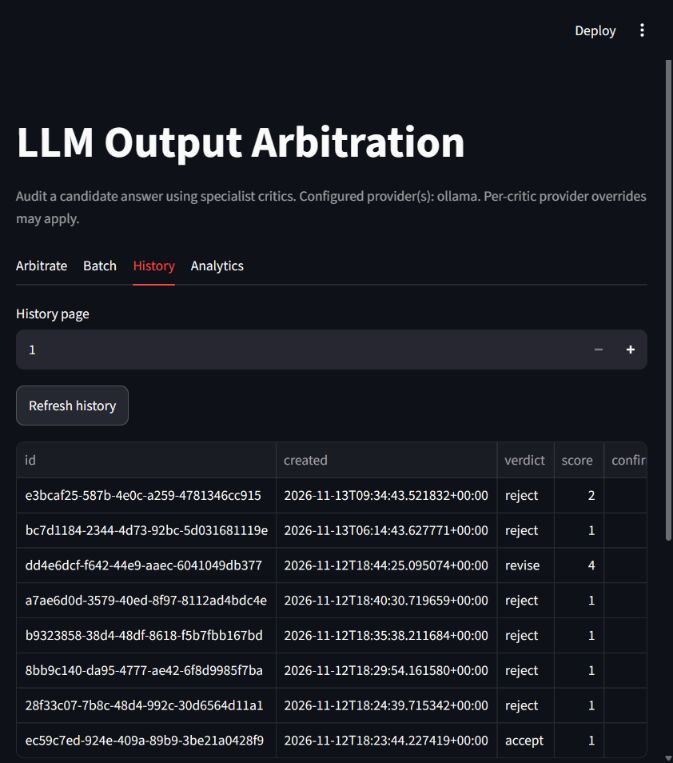 Deploy
LLM Output Arbitration
Audit a candidate answer using specialist critics. Configured provider(s): ollama. Per-critic provider overrides
may apply.
Arbitrate Batch History Analytics
History page
1 − +
Refresh history
id created verdict score confir
e3bcaf25-587b-4e0c-a259-4781346cc915 2026-11-13T09:34:43.521832+00:00 reject 2
bc7d1184-2344-4d73-92bc-5d031681119e 2026-11-13T06:14:43.627771+00:00 reject 1
dd4e6dcf-f642-44e9-aaec-6041049db377 2026-11-12T18:44:25.095074+00:00 revise 4
a7ae6d0d-3579-40ed-8f97-8112ad4bdc4e 2026-11-12T18:40:30.719659+00:00 reject 1
b9323858-38d4-48df-8618-f5b7fbb167bd 2026-11-12T18:35:38.211684+00:00 reject 1
8bb9c140-da95-4777-ae42-6f8d9985f7ba 2026-11-12T18:29:54.161580+00:00 reject 1
28f33c07-7b8c-48d4-992c-30d6564d11a1 2026-11-12T18:24:39.715342+00:00 reject 1
ec59c7ed-924e-409a-89b9-3be21a0428f9 2026-11-12T18:23:44.227419+00:00 accept 1